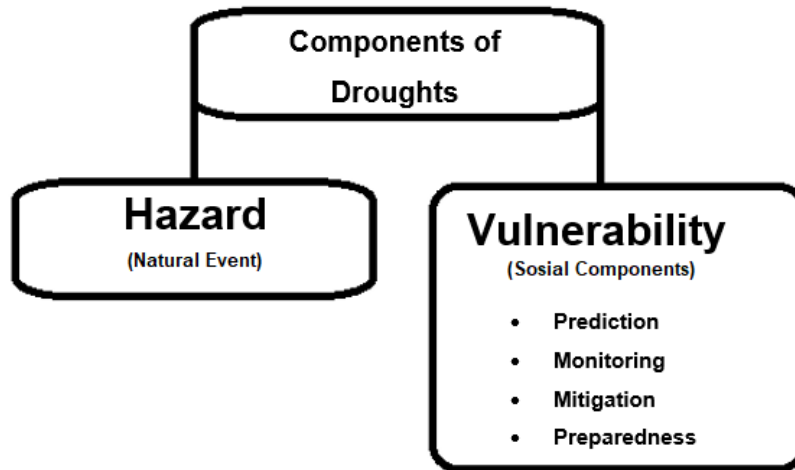 Components of
Droughts
Hazard
(Natural Event)
Vulnerability
(Sosial Components)
• Prediction
• Monitoring
• Mitigation
• Preparedness